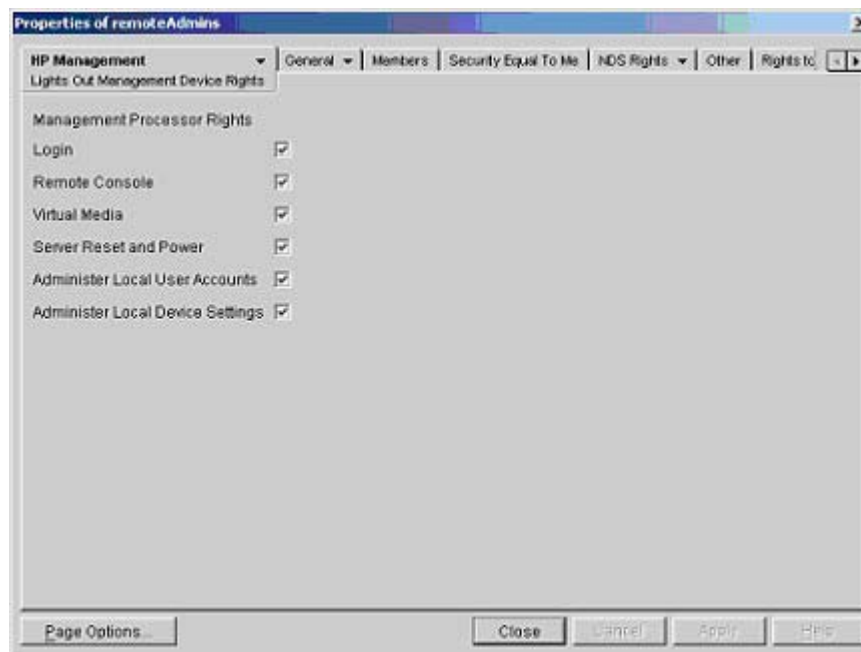 Properties of remoteAdmins
HP Management General Members Security Equal To Me NDS Rights Other Rights to
Lights Out Management Device Rights
Management Processor Rights
Login
Remote Console
Virtual Media
Server Reset and Power
Administer Local User Accounts
Administer Local Device Settings
Page Options... Close Cancel Apply Help